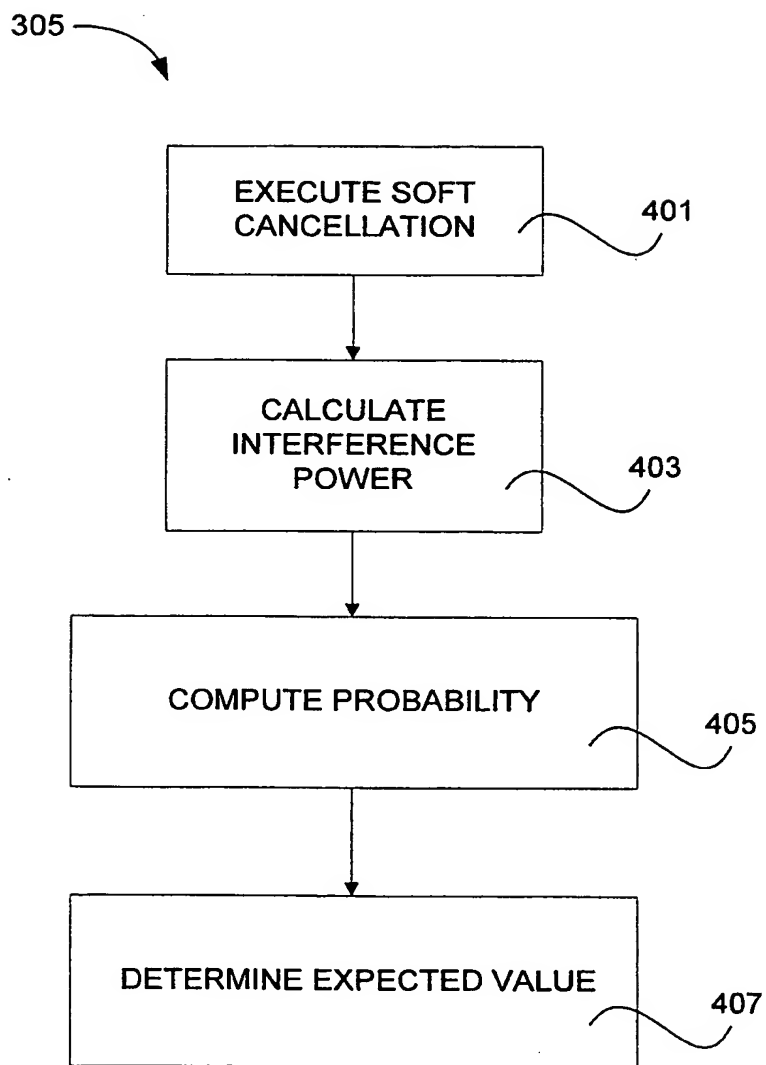 305
EXECUTE SOFT
CANCELLATION
401
CALCULATE
INTERFERENCE
POWER
403
COMPUTE PROBABILITY
405
DETERMINE EXPECTED VALUE
407